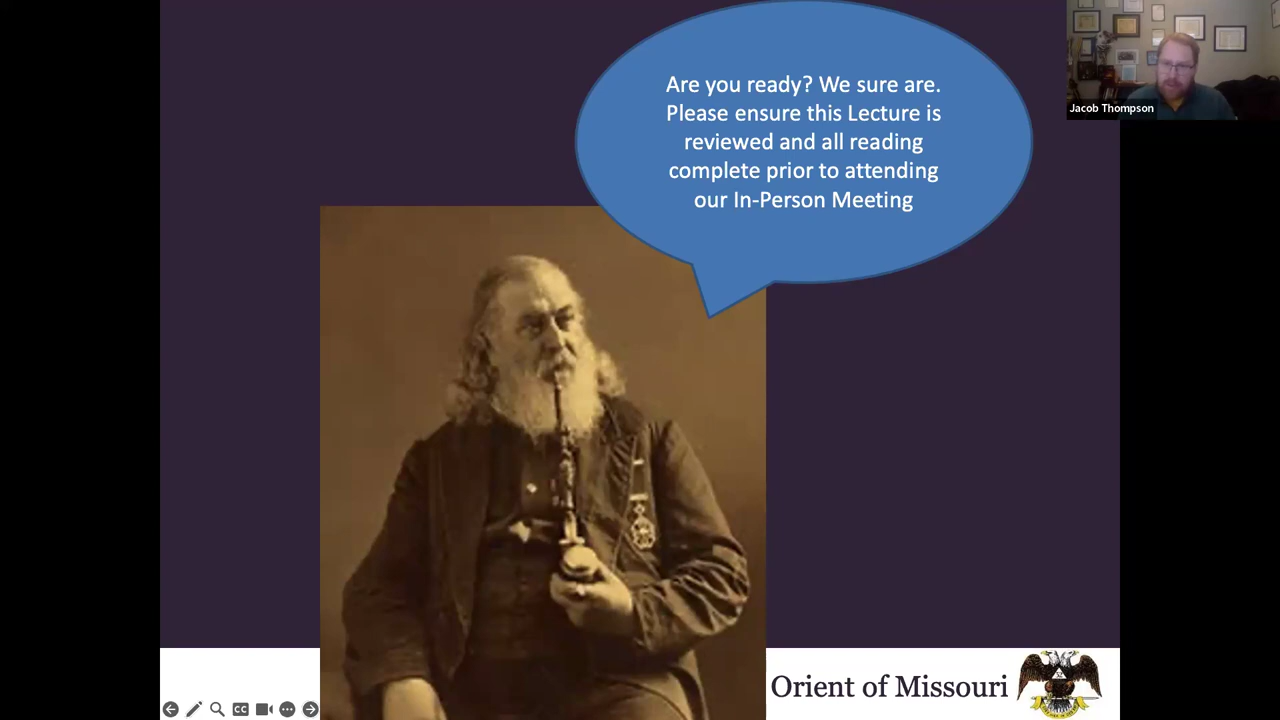 Are you ready? We sure are.
Please ensure this Lecture is
reviewed and all reading
complete prior to attending
our In-Person Meeting
Jacob Thompson
Orient of Missouri
CC